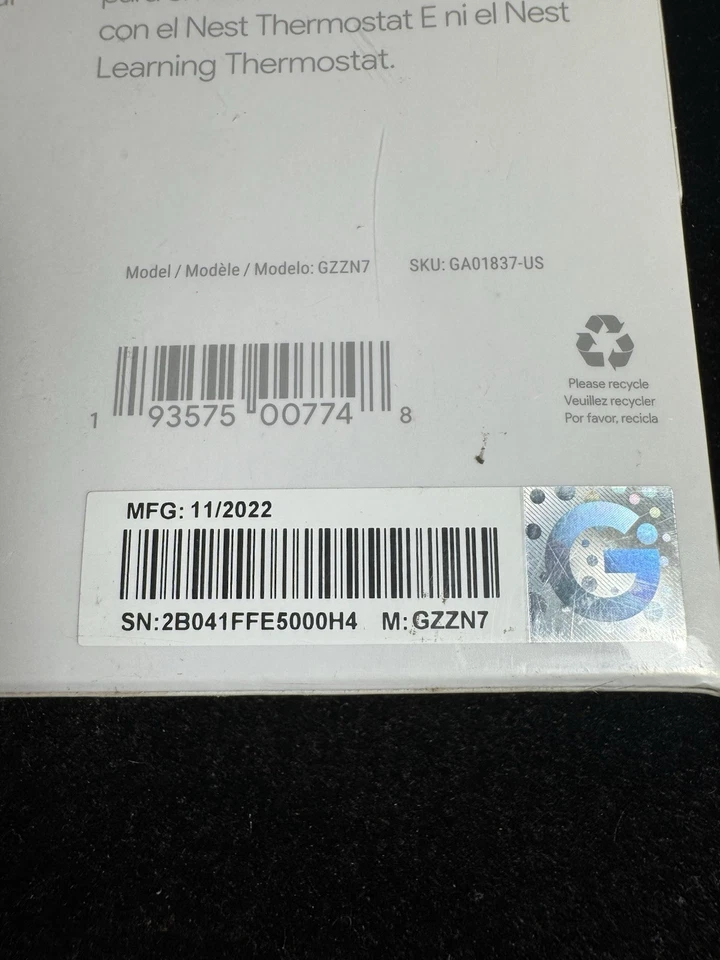 con el Nest Thermostat E ni el Nest
Learning Thermostat.
Model / Modèle / Modelo: GZZN7 SKU: GA01837-US
1 93575 00774 8
Please recycle
Veuillez recycler
Por favor, recicla
MFG: 11/2022
G
SN:2B041FFE5000H4 M:GZZN7